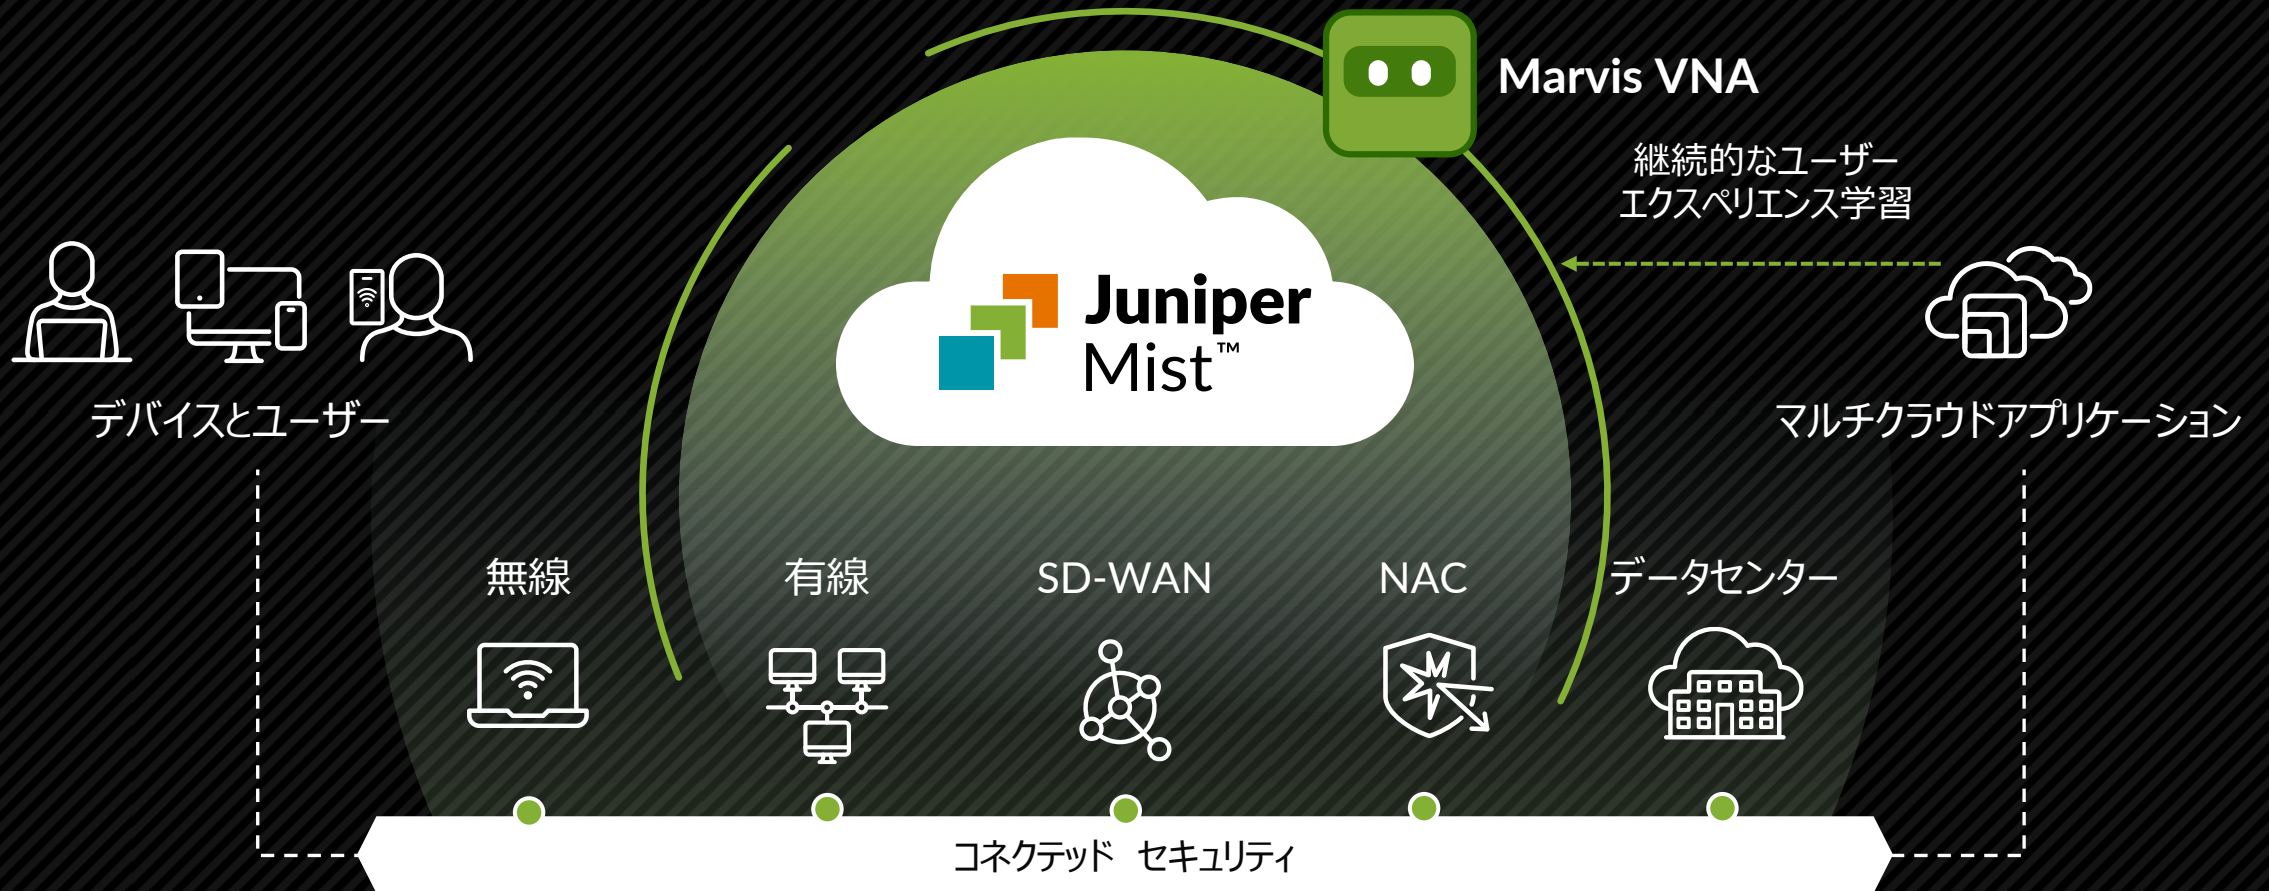 Marvis VNA
継続的なユーザー
エクスペリエンス学習
Juniper
Mist™
デバイスとユーザー
マルチクラウドアプリケーション
無線
有線
SD-WAN
NAC
データセンター
コネクテッド セキュリティ